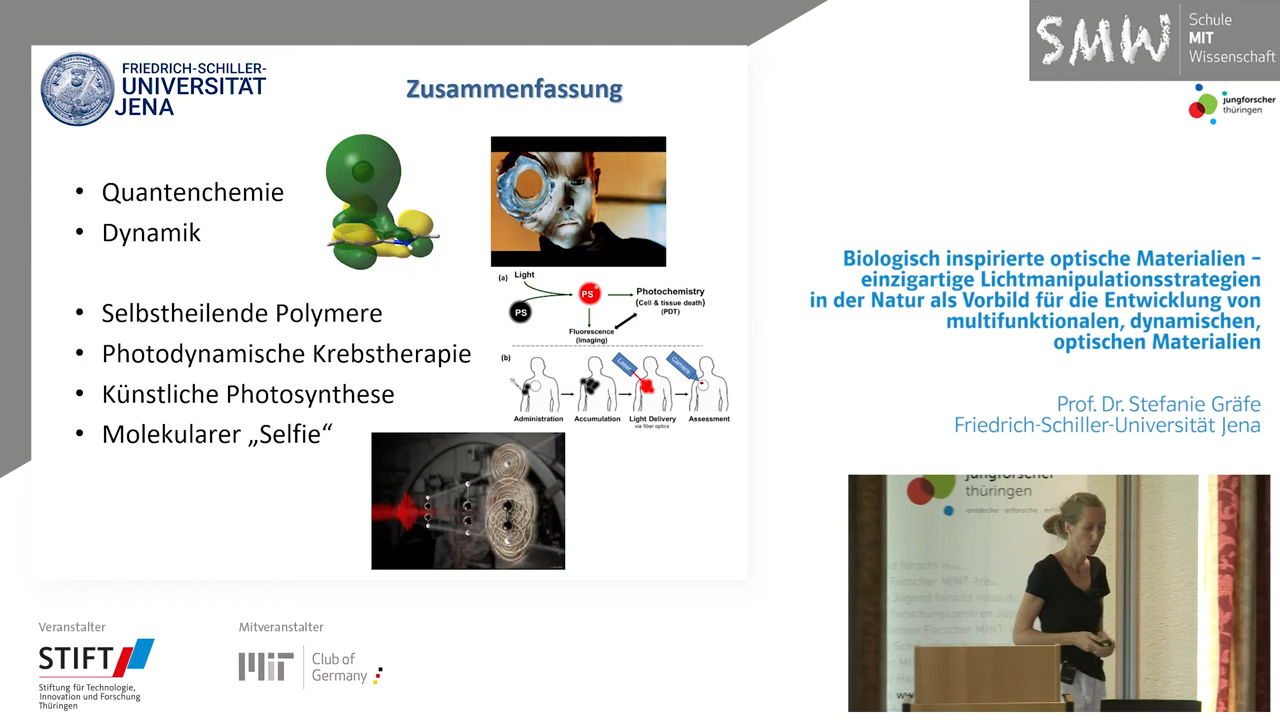 FRIEDRICH-SCHILLER-
UNIVERSITÄT
JENA
Zusammenfassung
• Quantenchemie
• Dynamik
• Selbstheilende Polymere
• Photodynamische Krebstherapie
• Künstliche Photosynthese
• Molekularer „Selfie“
(a)
Light
PS
PS
Photochemistry
(Cell & tissue death)
(PDT)
Fluorescence
(Imaging)
(b)
Laser
Camera
Administration
Accumulation
Light Delivery
via fiber optics
Assessment
SMW
Schule
MIT
Wissenschaft
jungforscher
thüringen
Biologisch inspirierte optische Materialien –
einzigartige Lichtmanipulationsstrategien
in der Natur als Vorbild für die Entwicklung von
multifunktionalen, dynamischen,
optischen Materialien
Prof. Dr. Stefanie Gräfe
Friedrich-Schiller-Universität Jena
jungforscher
thüringen
Veranstalter
STIFT
Stiftung für Technologie,
Innovation und Forschung
Thüringen
Mitveranstalter
MIT
Club of
Germany